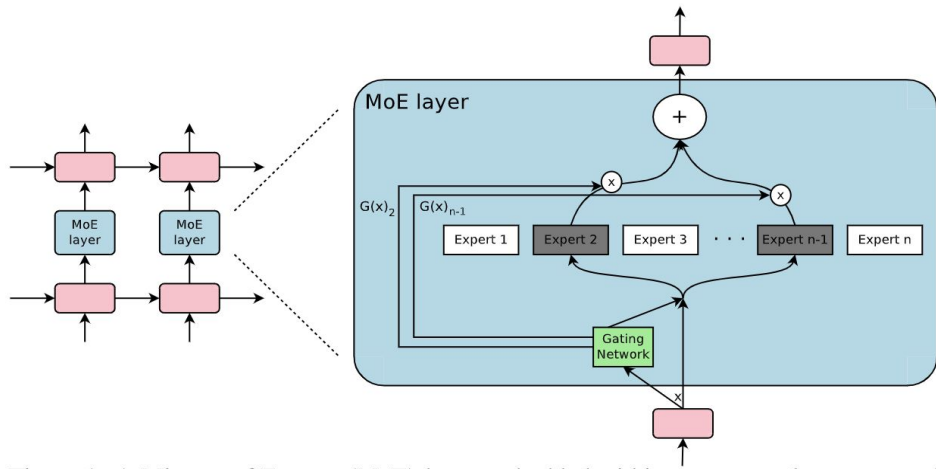 MoE layer
+
x
x
G(x)2
G(x)n-1
MoE
layer
MoE
layer
Expert 1
Expert 2
Expert 3
. . .
Expert n-1
Expert n
Gating
Network
x